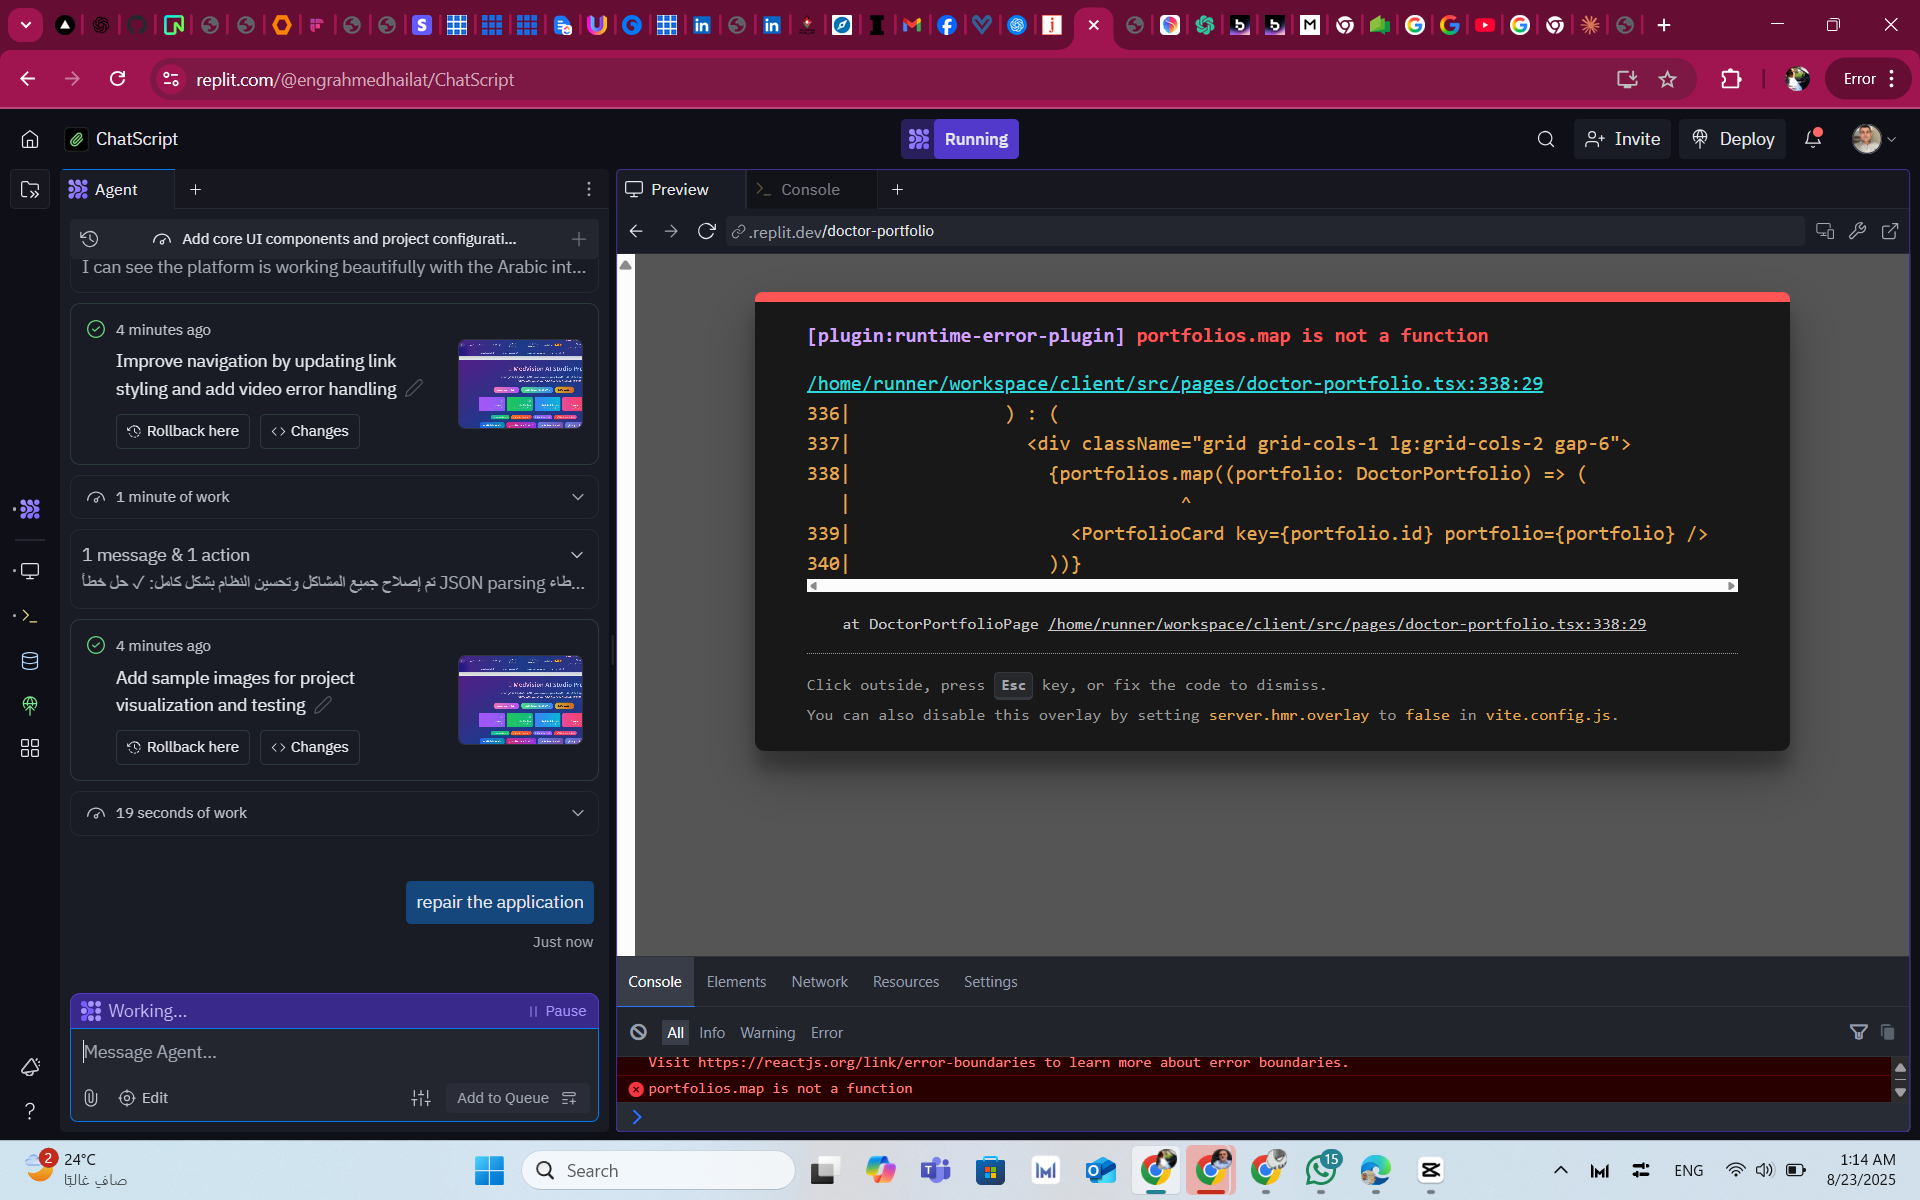 replit.com/@engrahmedhailat/ChatScript
Error
ChatScript
Running
Invite
Deploy
Agent
Preview
Console
Add core UI components and project configurati...
.replit.dev/doctor-portfolio
I can see the platform is working beautifully with the Arabic int...
4 minutes ago
Improve navigation by updating link
styling and add video error handling
Rollback here
Changes
1 minute of work
1 message & 1 action
تم إصلاح جميع المشاكل وتحسين النظام بشكل كامل: ✓ حل خطأ JSON parsing ...طاء
4 minutes ago
Add sample images for project
visualization and testing
Rollback here
Changes
19 seconds of work
repair the application
Just now
Working...
Pause
Message Agent...
Edit
Add to Queue
[plugin:runtime-error-plugin] portfolios.map is not a function
/home/runner/workspace/client/src/pages/doctor-portfolio.tsx:338:29
336| ) : (
337| <div className="grid grid-cols-1 lg:grid-cols-2 gap-6">
338| {portfolios.map((portfolio: DoctorPortfolio) => (
| ^
339| <PortfolioCard key={portfolio.id} portfolio={portfolio} />
340| ))}
at DoctorPortfolioPage /home/runner/workspace/client/src/pages/doctor-portfolio.tsx:338:29
Click outside, press Esc key, or fix the code to dismiss.
You can also disable this overlay by setting server.hmr.overlay to false in vite.config.js.
Console Elements Network Resources Settings
All Info Warning Error
Visit https://reactjs.org/link/error-boundaries to learn more about error boundaries.
portfolios.map is not a function
2
24°C
صافٍ غالبًا
Search
15
ENG
1:14 AM
8/23/2025